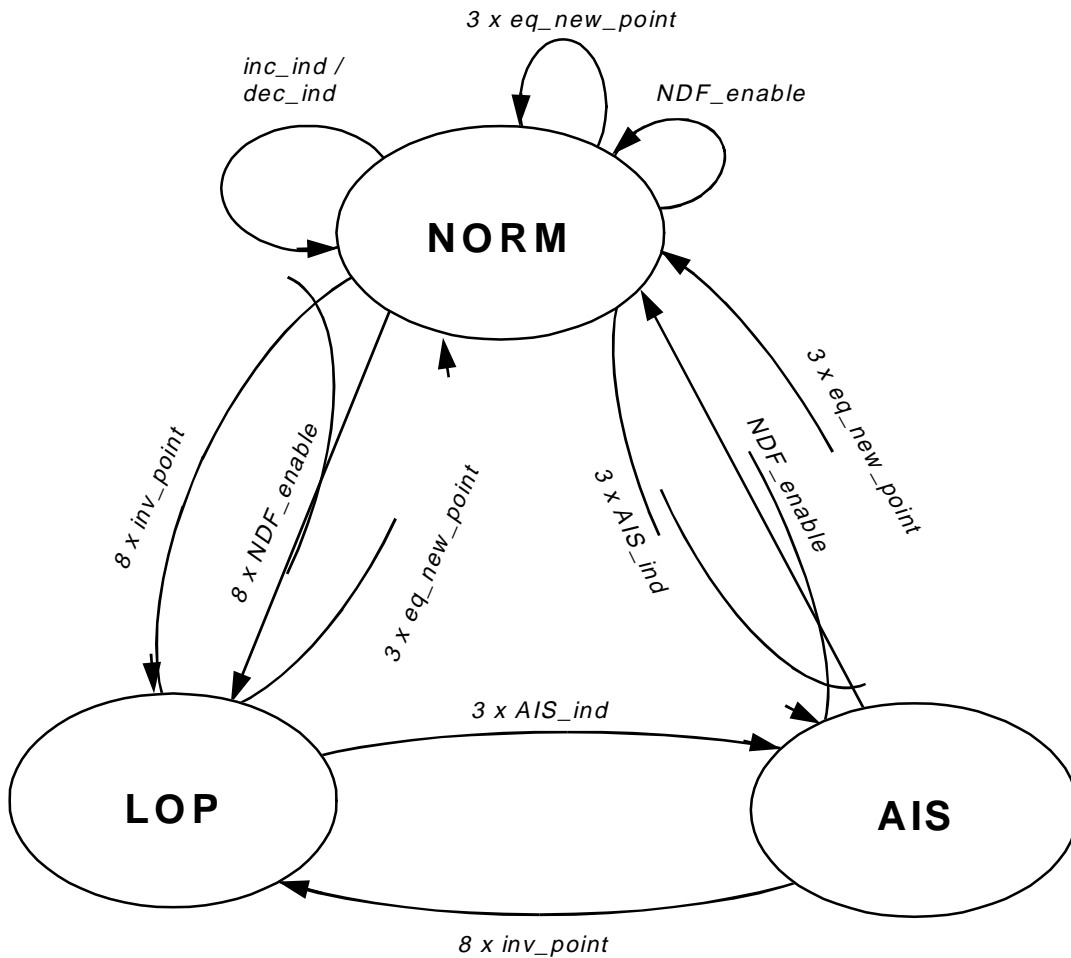 3 x eq_new_point
inc_ind /
dec_ind
NDF_enable
NORM
8 x inv_point
8 x NDF_enable
3 x eq_new_point
3 x AIS_ind
NDF_enable
3 x eq_new_point
3 x AIS_ind
LOP
AIS
8 x inv_point